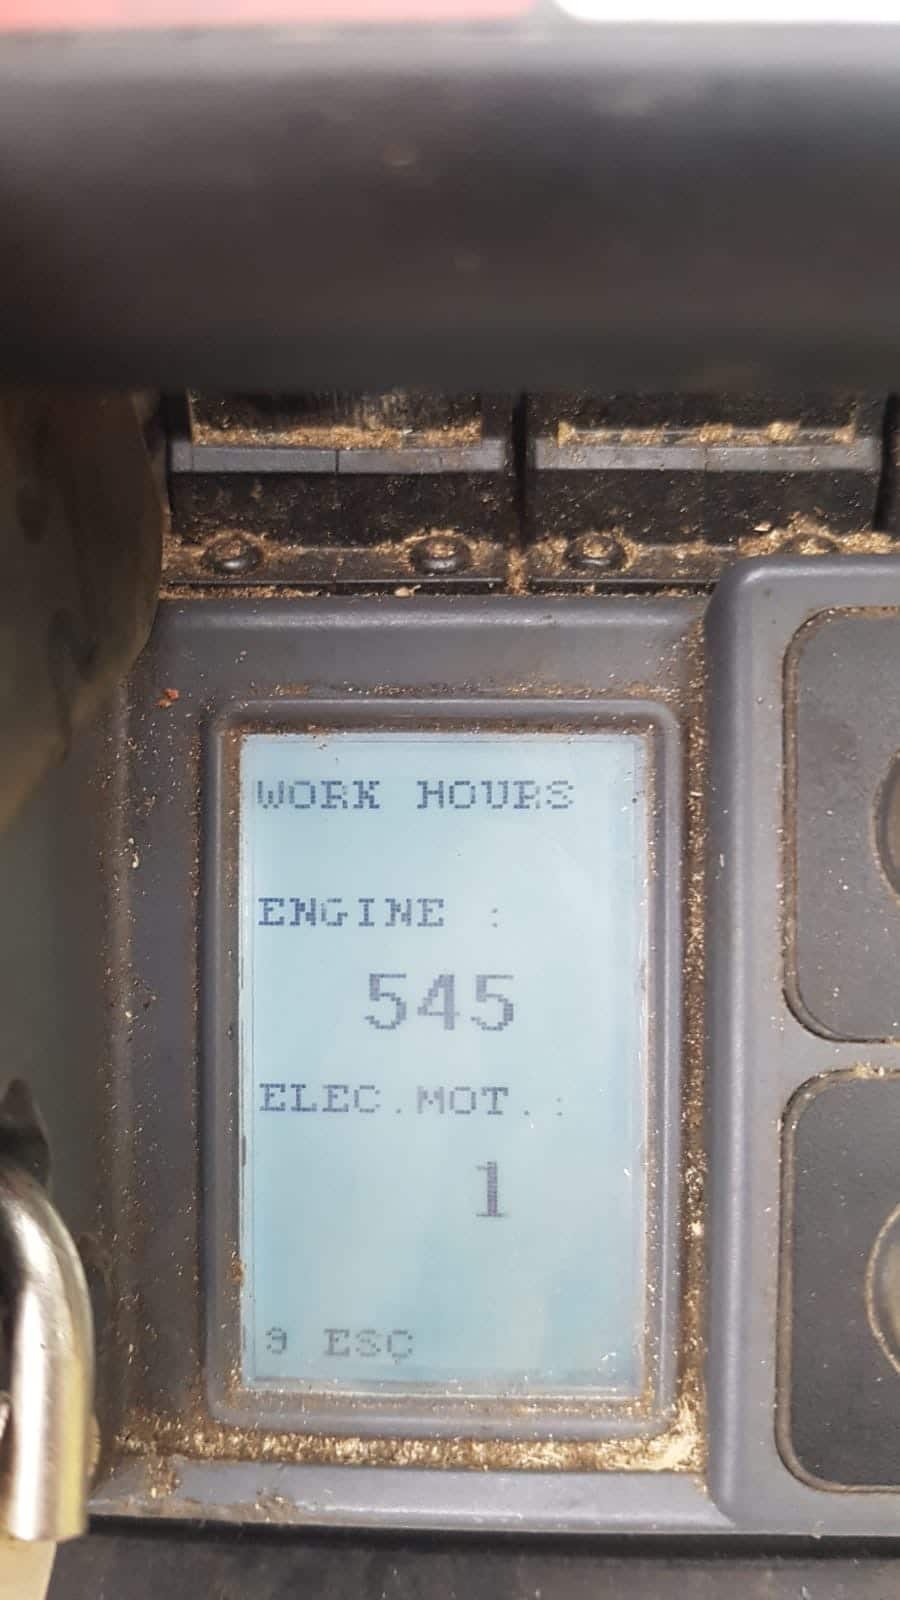 WORK HOURS
ENGINE :
545
ELEC.MOT.:
1
9 ESC